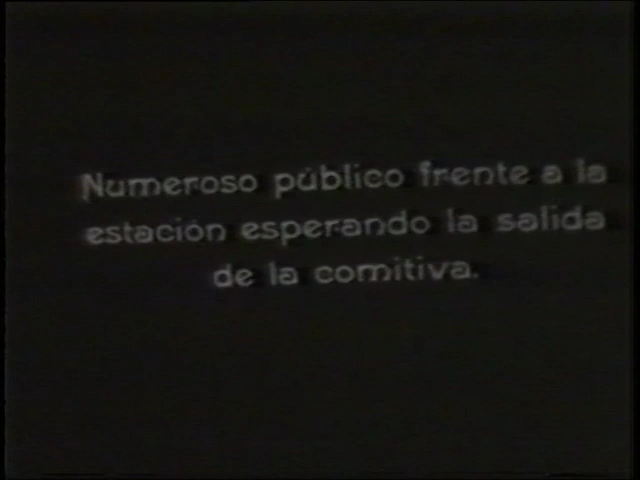 Numeroso público frente a la
estación esperando la salida
de la comitiva.